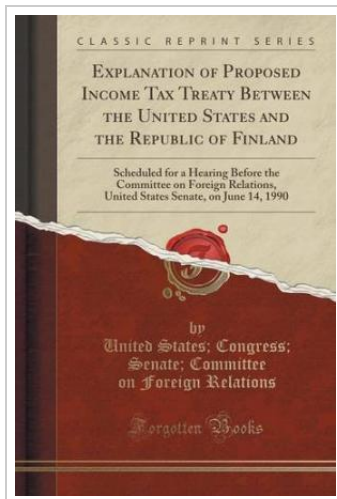 CLASSIC REPRINT SERIES
EXPLANATION OF PROPOSED
INCOME TAX TREATY BETWEEN
THE UNITED STATES AND
THE REPUBLIC OF FINLAND
Scheduled for a Hearing Before the
Committee on Foreign Relations,
United States Senate, on June 14, 1990
F
by
United States; Congress;
Senate; Committee
on Foreign Relations
Forgotten Books